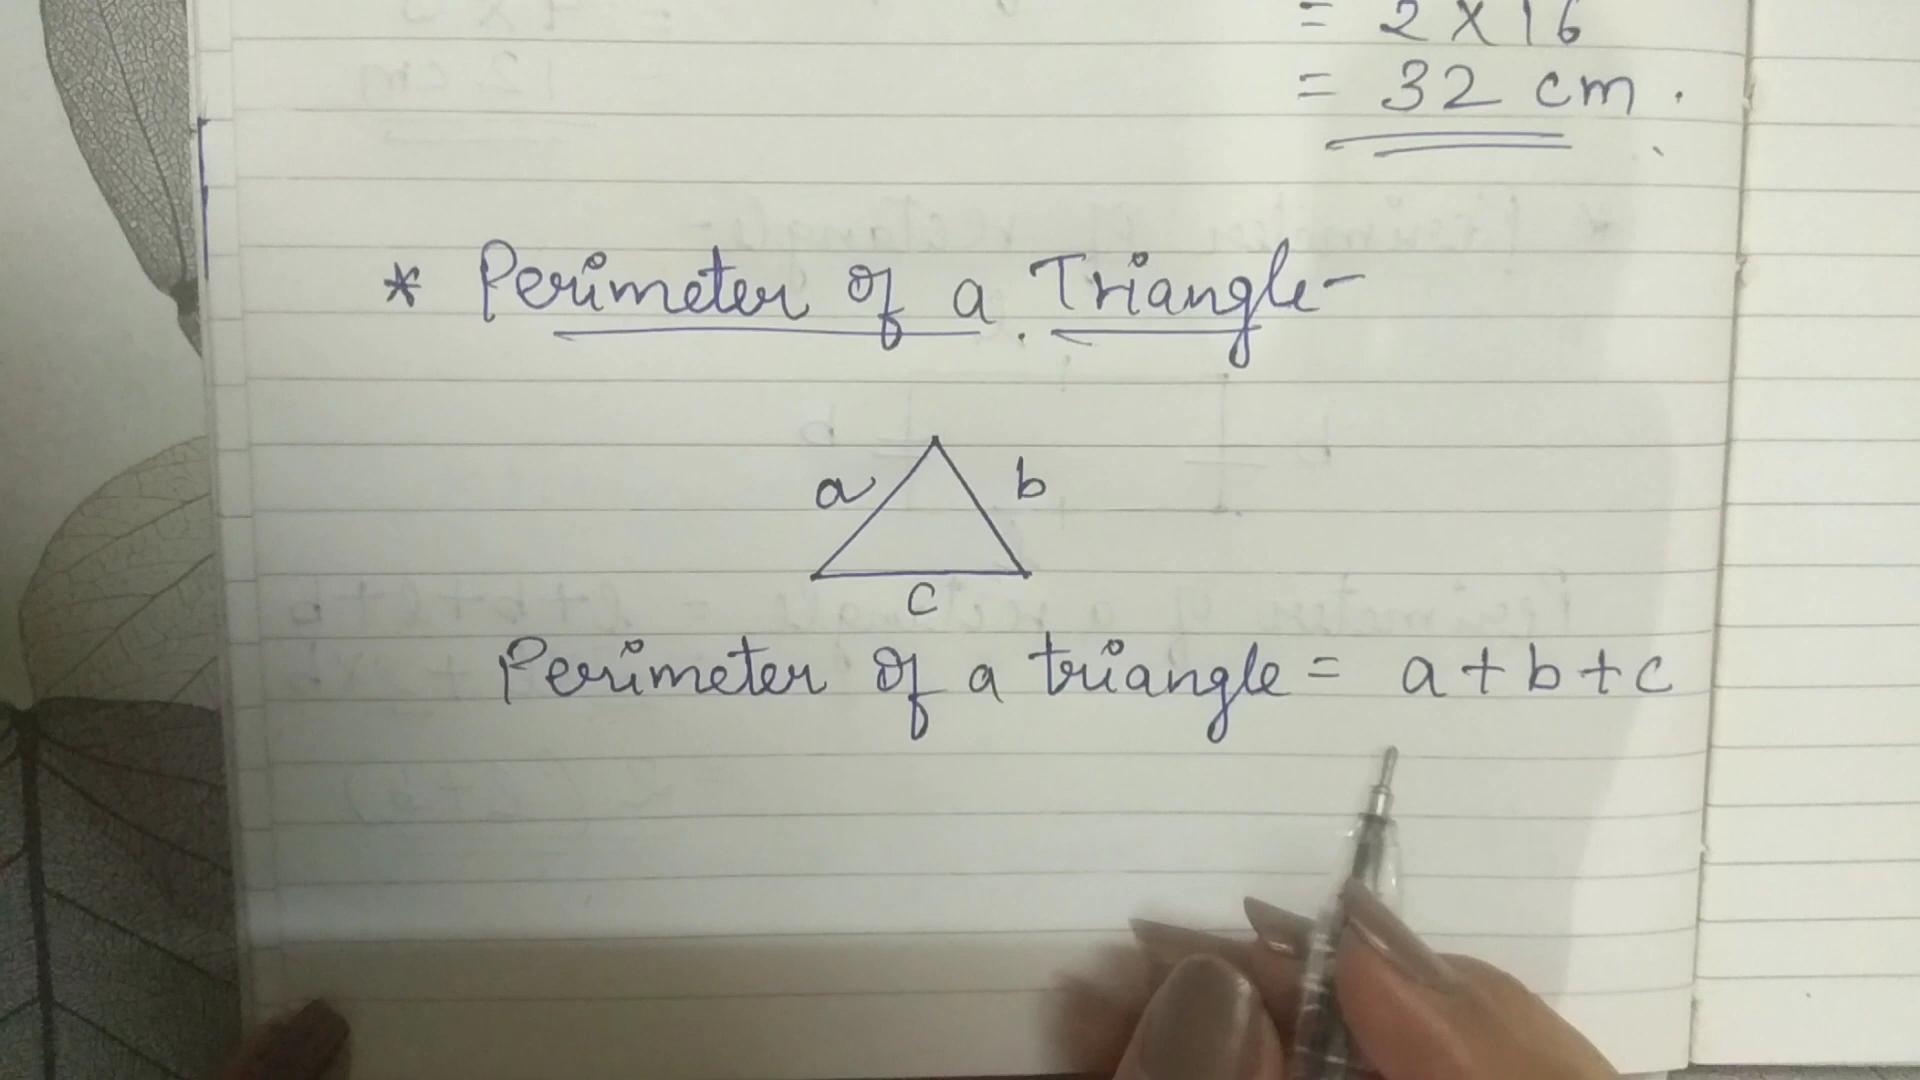 = 2 X 16
= 32 cm.
* Perimeter of a Triangle-
a b
c
Perimeter of a triangle = a+b+c